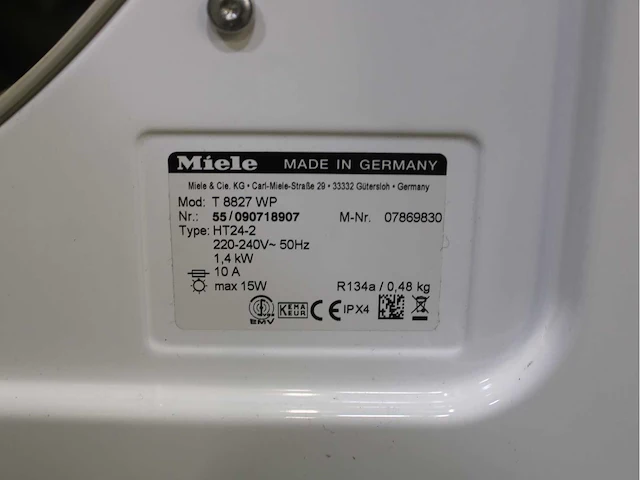 Miele MADE IN GERMANY
Miele & Cie. KG • Carl-Miele-Straße 29 • 33332 Gütersloh • Germany
Mod: T 8827 WP
Nr.: 55/090718907 M-Nr. 07869830
Type: HT24-2
220-240V~ 50Hz
1,4 kW
10 A
max 15W R134a / 0,48 kg
EMV KEMA KEUR CE IPX4